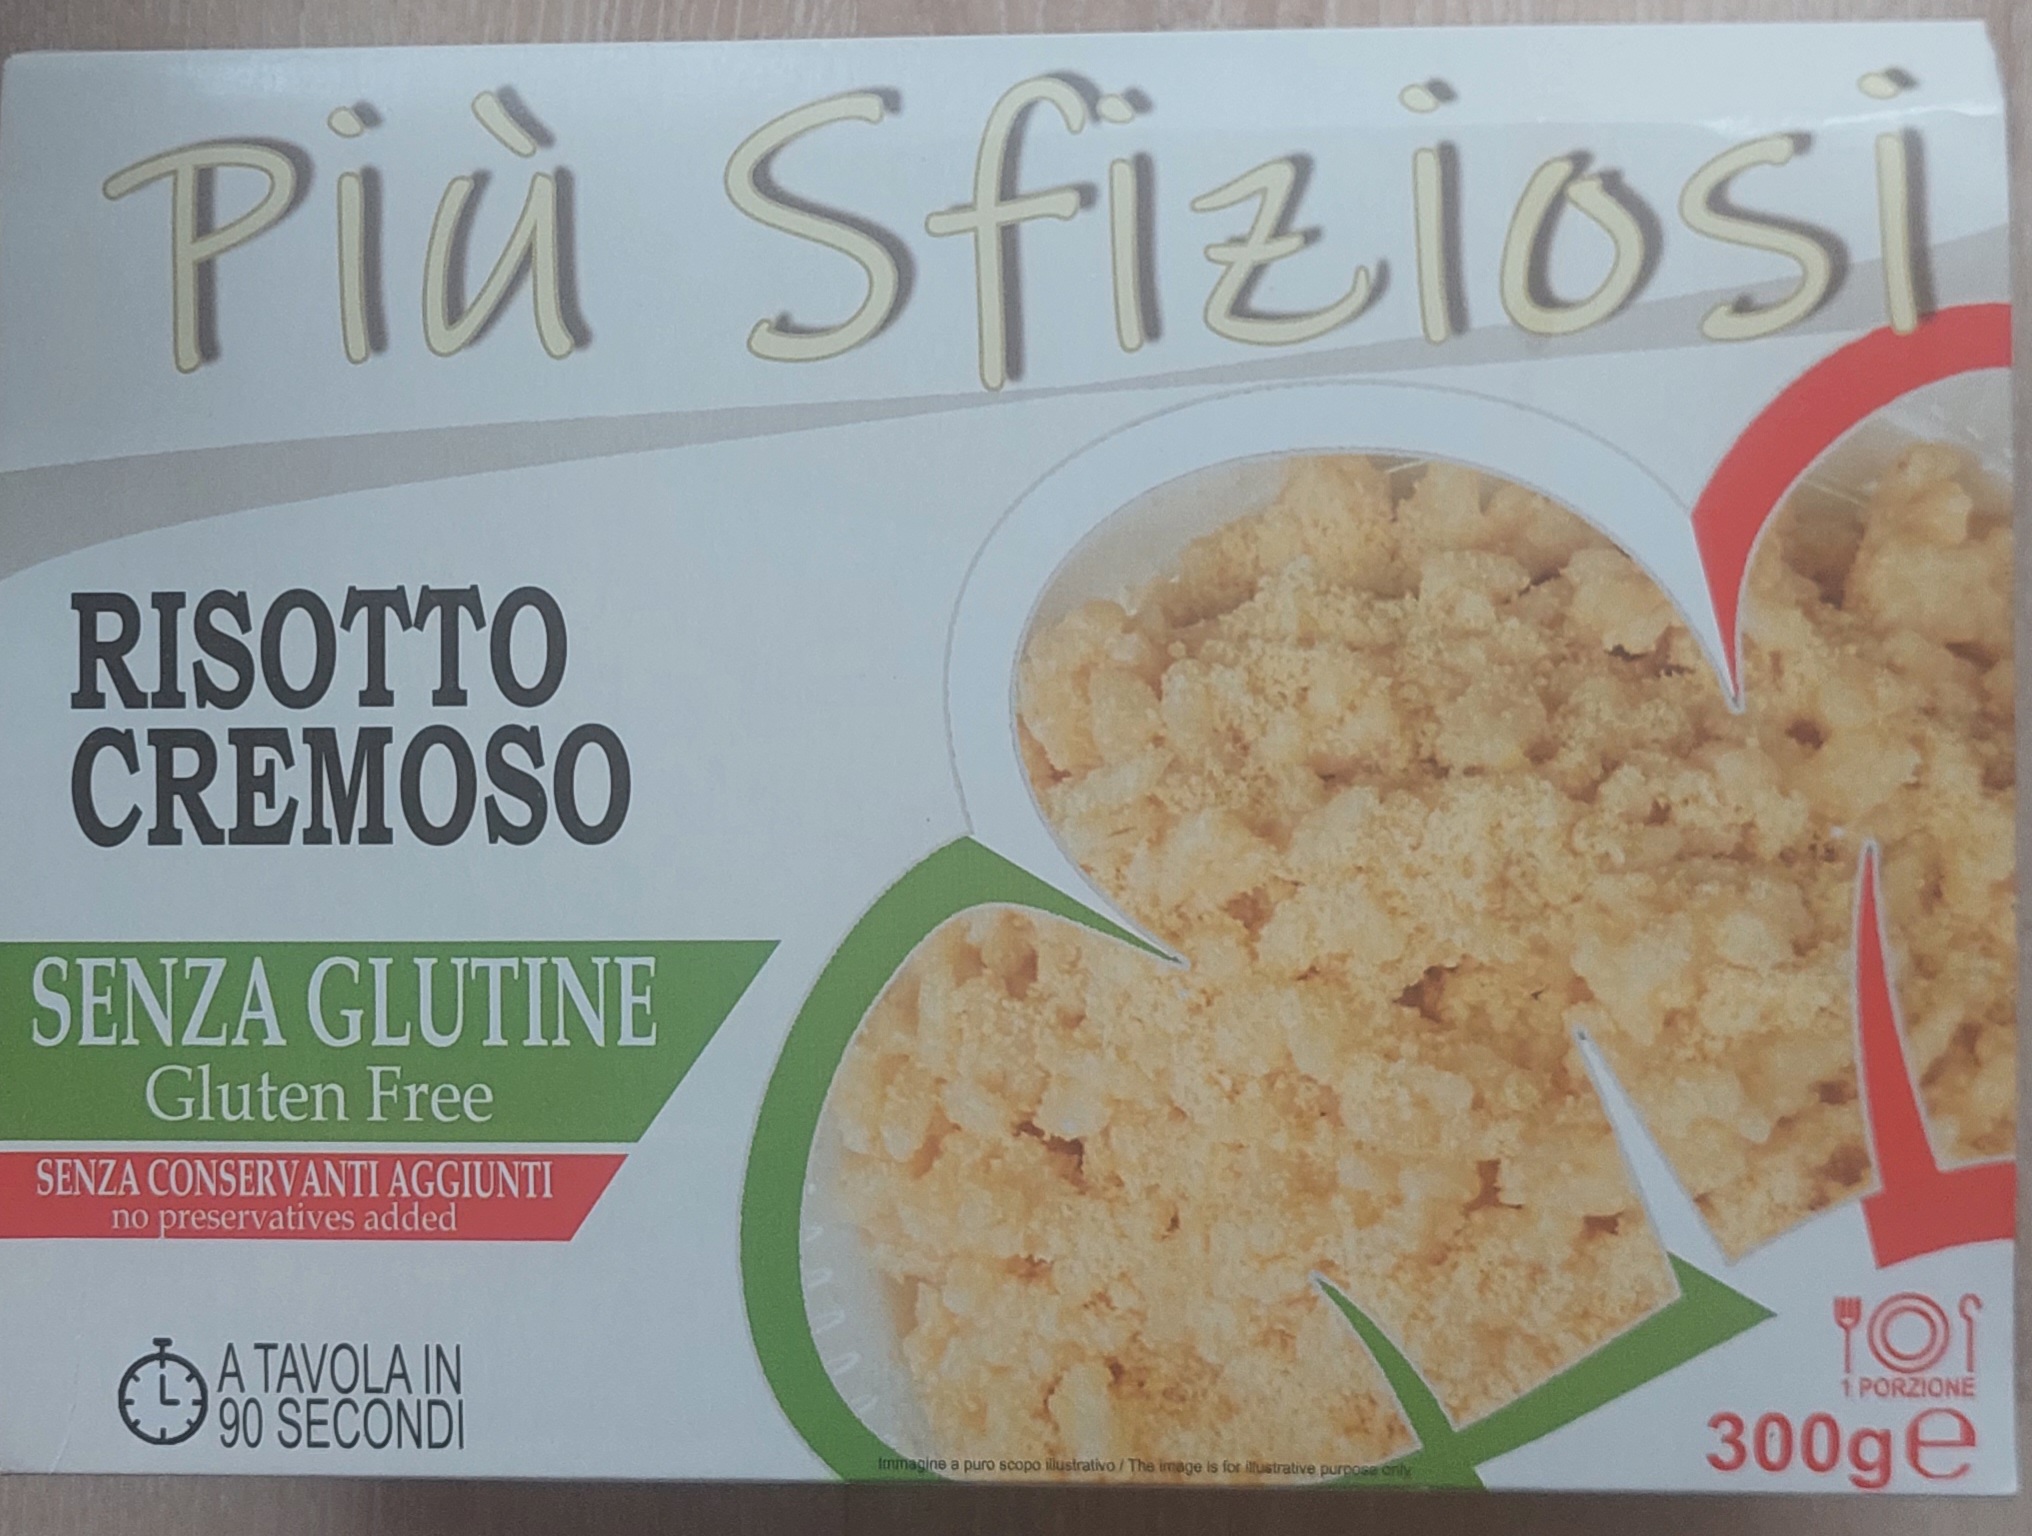 Più Sfiziosi
RISOTTO
CREMOSO
SENZA GLUTINE
Gluten Free
SENZA CONSERVANTI AGGIUNTI
no preservatives added
A TAVOLA IN
90 SECONDI
1 PORZIONE
300g e
Immagine a puro scopo illustrativo / The image is for illustrative purpose only